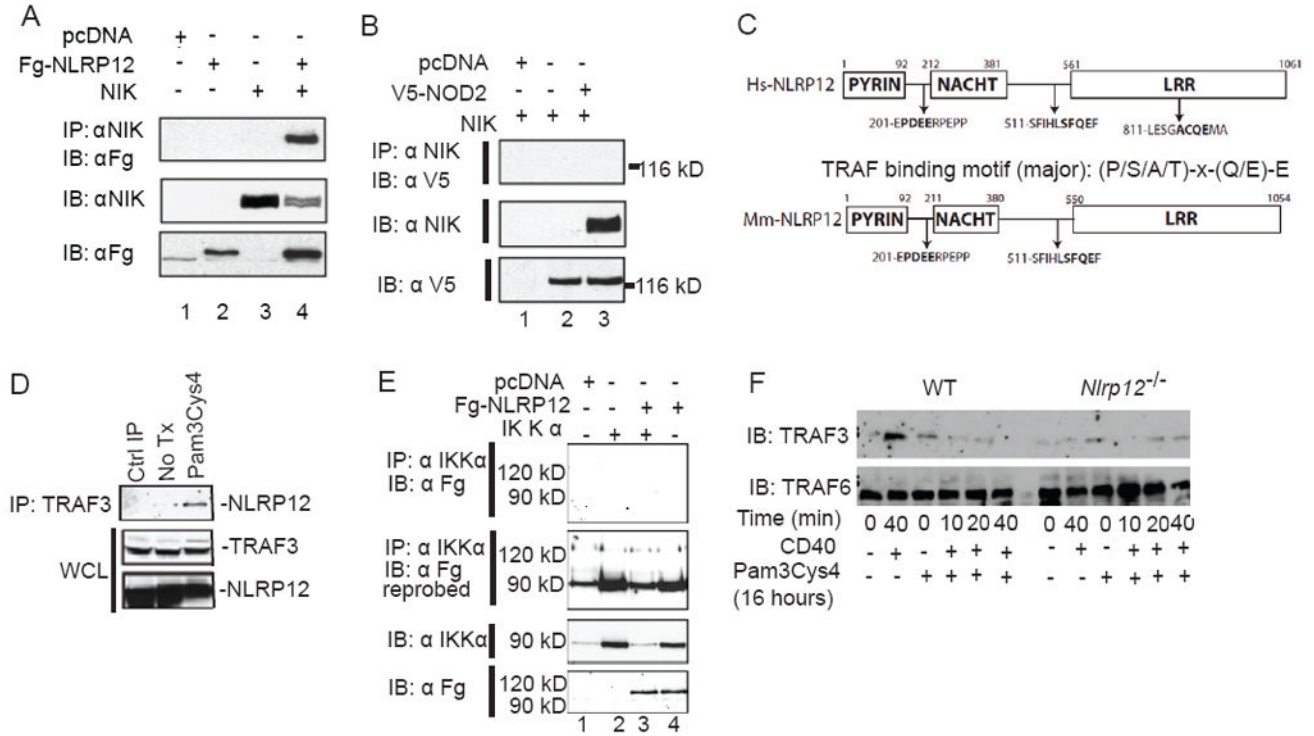 A
pcDNA + - - -
Fg-NLRP12 - + - +
NIK - - + +
IP: αNIK
IB: αFg
IB: αNIK
IB: αFg
1 2 3 4
B
pcDNA + - -
V5-NOD2 - - +
NIK + + +
IP: α NIK
IB: α V5
116 kD
IB: α NIK
IB: α V5
116 kD
1 2 3
C
1 92 212 381 561 1061
Hs-NLRP12 PYRIN NACHT LRR
201-EPDEERPEPP 511-SFIHLSFQEF 811-LESGACQEMA
TRAF binding motif (major): (P/S/A/T)-x-(Q/E)-E
1 92 211 380 550 1054
Mm-NLRP12 PYRIN NACHT LRR
201-EPDEERPEPP 511-SFIHLSFQEF
D
Ctrl IP
No Tx
Pam3Cys4
IP: TRAF3 -NLRP12
-TRAF3
WCL
-NLRP12
E
pcDNA + - - -
Fg-NLRP12 - - + +
IK K α - + + -
IP: α IKKα
IB: α Fg
120 kD
90 kD
IP: α IKKα
IB: α Fg
reprobed
120 kD
90 kD
IB: α IKKα 90 kD
IB: α Fg
120 kD
90 kD
1 2 3 4
F
WT Nlrp12-/-
IB: TRAF3
IB: TRAF6
Time (min) 0 40 0 10 20 40 0 40 0 10 20 40
CD40 - + - + + + - + - + + +
Pam3Cys4 - - + + + + - - + + + +
(16 hours)